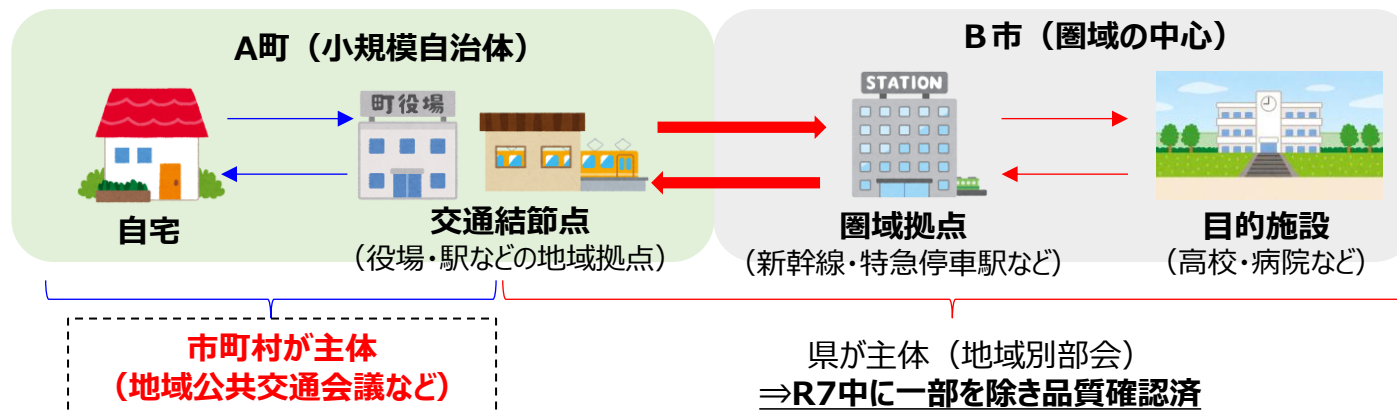 A町（小規模自治体）
B市（圏域の中心）
町役場
STATION
自宅
交通結節点
（役場・駅などの地域拠点）
圏域拠点
（新幹線・特急停車駅など）
目的施設
（高校・病院など）
市町村が主体
（地域公共交通会議など）
県が主体（地域別部会）
⇒R7中に一部を除き品質確認済